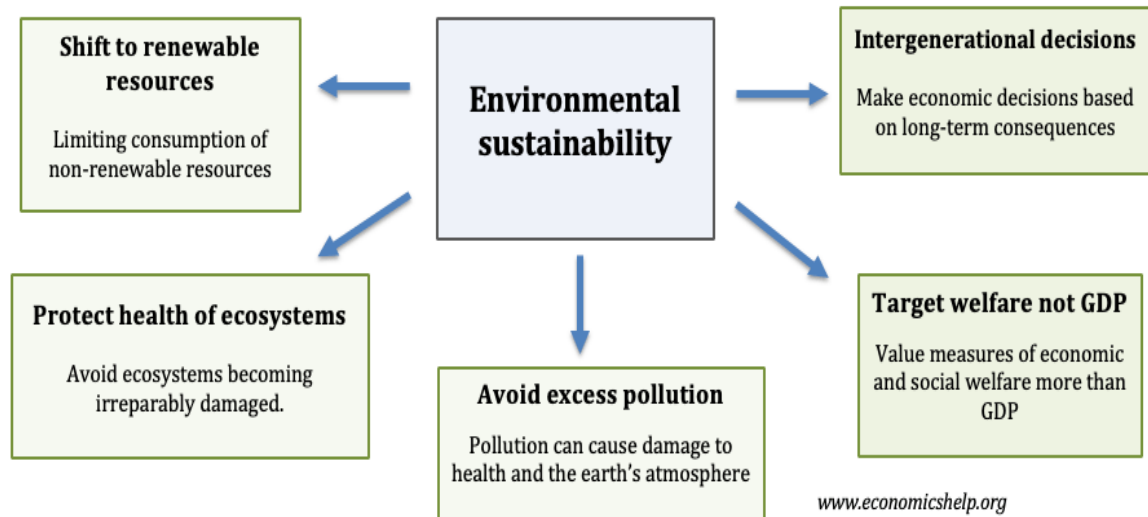 Shift to renewable
resources
Limiting consumption of
non-renewable resources
Environmental
sustainability
Intergenerational decisions
Make economic decisions based
on long-term consequences
Protect health of ecosystems
Avoid ecosystems becoming
irreparably damaged.
Avoid excess pollution
Pollution can cause damage to
health and the earth’s atmosphere
Target welfare not GDP
Value measures of economic
and social welfare more than
GDP
www.economicshelp.org